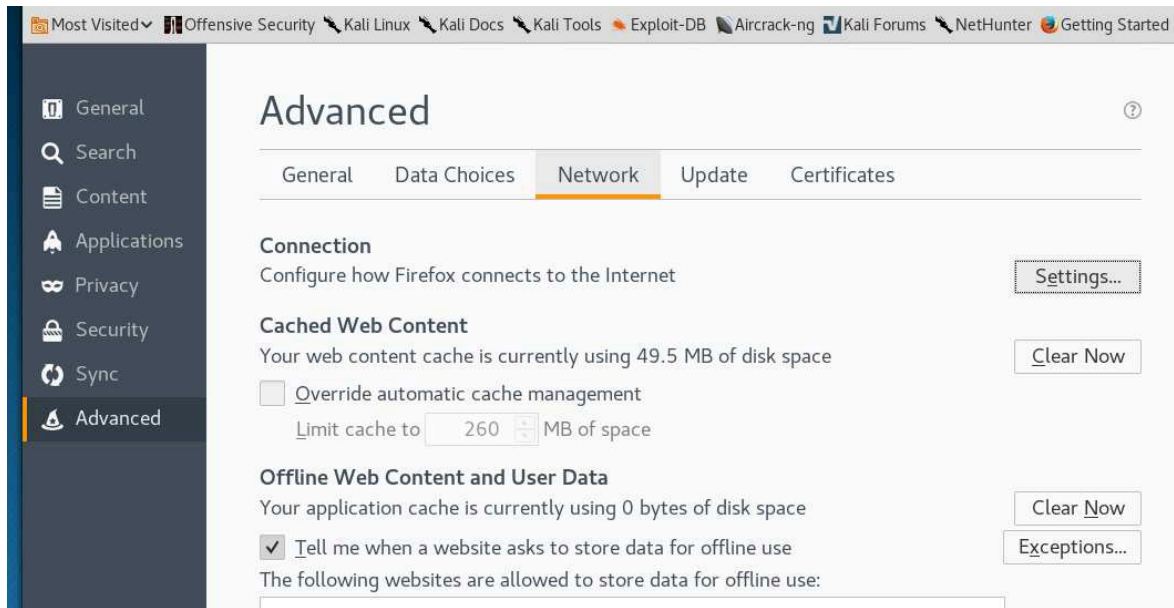 Most Visited Offensive Security Kali Linux Kali Docs Kali Tools Exploit-DB Aircrack-ng Kali Forums NetHunter Getting Started
General
Search
Content
Applications
Privacy
Security
Sync
Advanced
Advanced
General Data Choices Network Update Certificates
Connection
Configure how Firefox connects to the Internet Settings...
Cached Web Content
Your web content cache is currently using 49.5 MB of disk space Clear Now
Override automatic cache management
Limit cache to 260 MB of space
Offline Web Content and User Data
Your application cache is currently using 0 bytes of disk space Clear Now
Tell me when a website asks to store data for offline use Exceptions...
The following websites are allowed to store data for offline use: